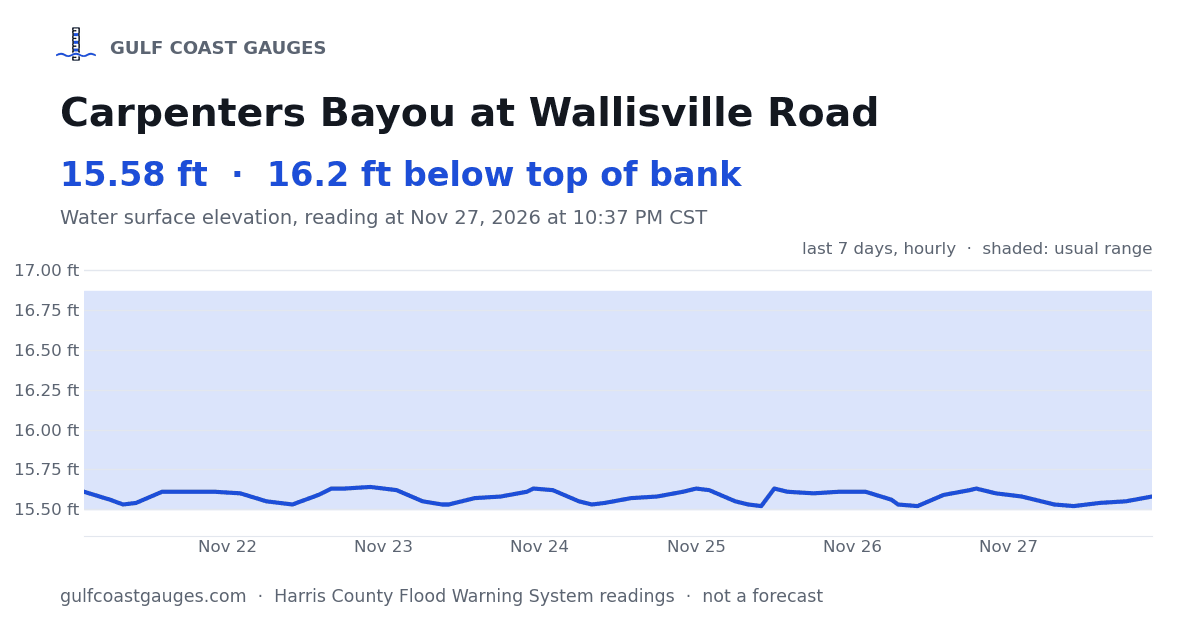 GULF COAST GAUGES
Carpenters Bayou at Wallisville Road
15.58 ft · 16.2 ft below top of bank
Water surface elevation, reading at Nov 27, 2026 at 10:37 PM CST
last 7 days, hourly · shaded: usual range
17.00 ft
16.75 ft
16.50 ft
16.25 ft
16.00 ft
15.75 ft
15.50 ft
Nov 22 Nov 23 Nov 24 Nov 25 Nov 26 Nov 27
gulfcoastgauges.com · Harris County Flood Warning System readings · not a forecast